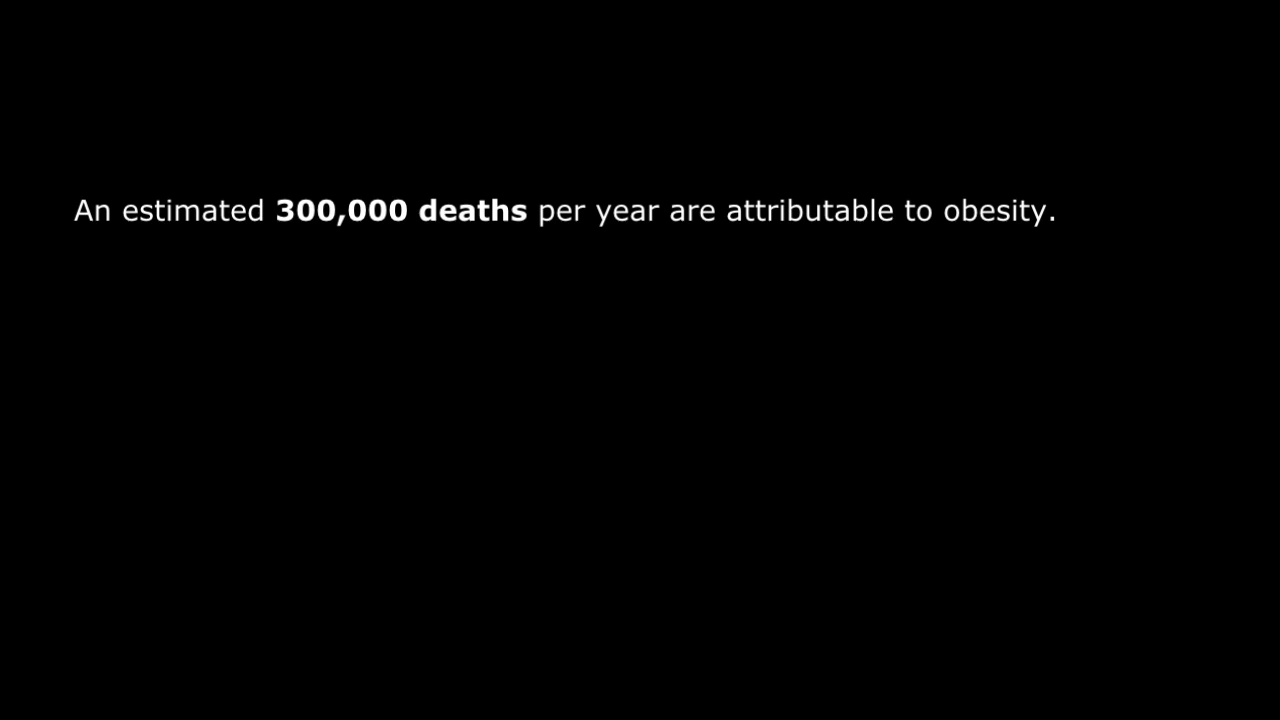 An estimated 300,000 deaths per year are attributable to obesity.